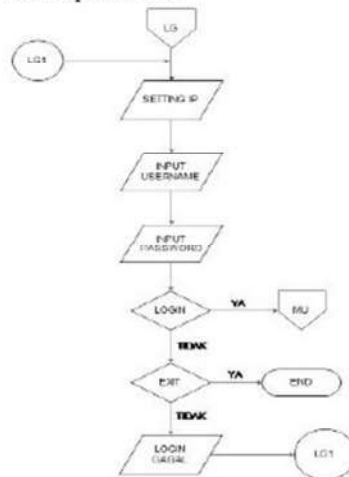 LG
LG1
SETTING IP
INPUT
USERNAME
INPUT
PASSWORD
LOGIN
YA
MU
TIDAK
EXIT
YA
END
TIDAK
LOGIN
GAGAL
LG1